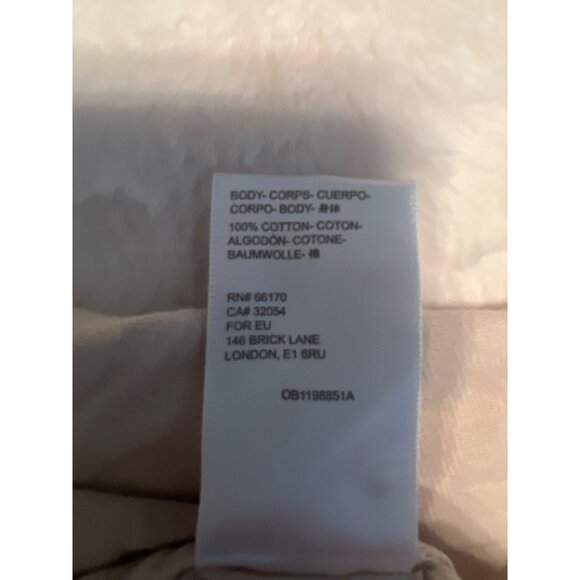 BODY- CORPS- CUERPO-
CORPO- BODY- 身体
100% COTTON- COTON-
ALGODÓN- COTONE-
BAUMWOLLE- 棉
RN# 66170
CA# 32054
FOR EU
146 BRICK LANE
LONDON, E1 6RU
OB1198851A